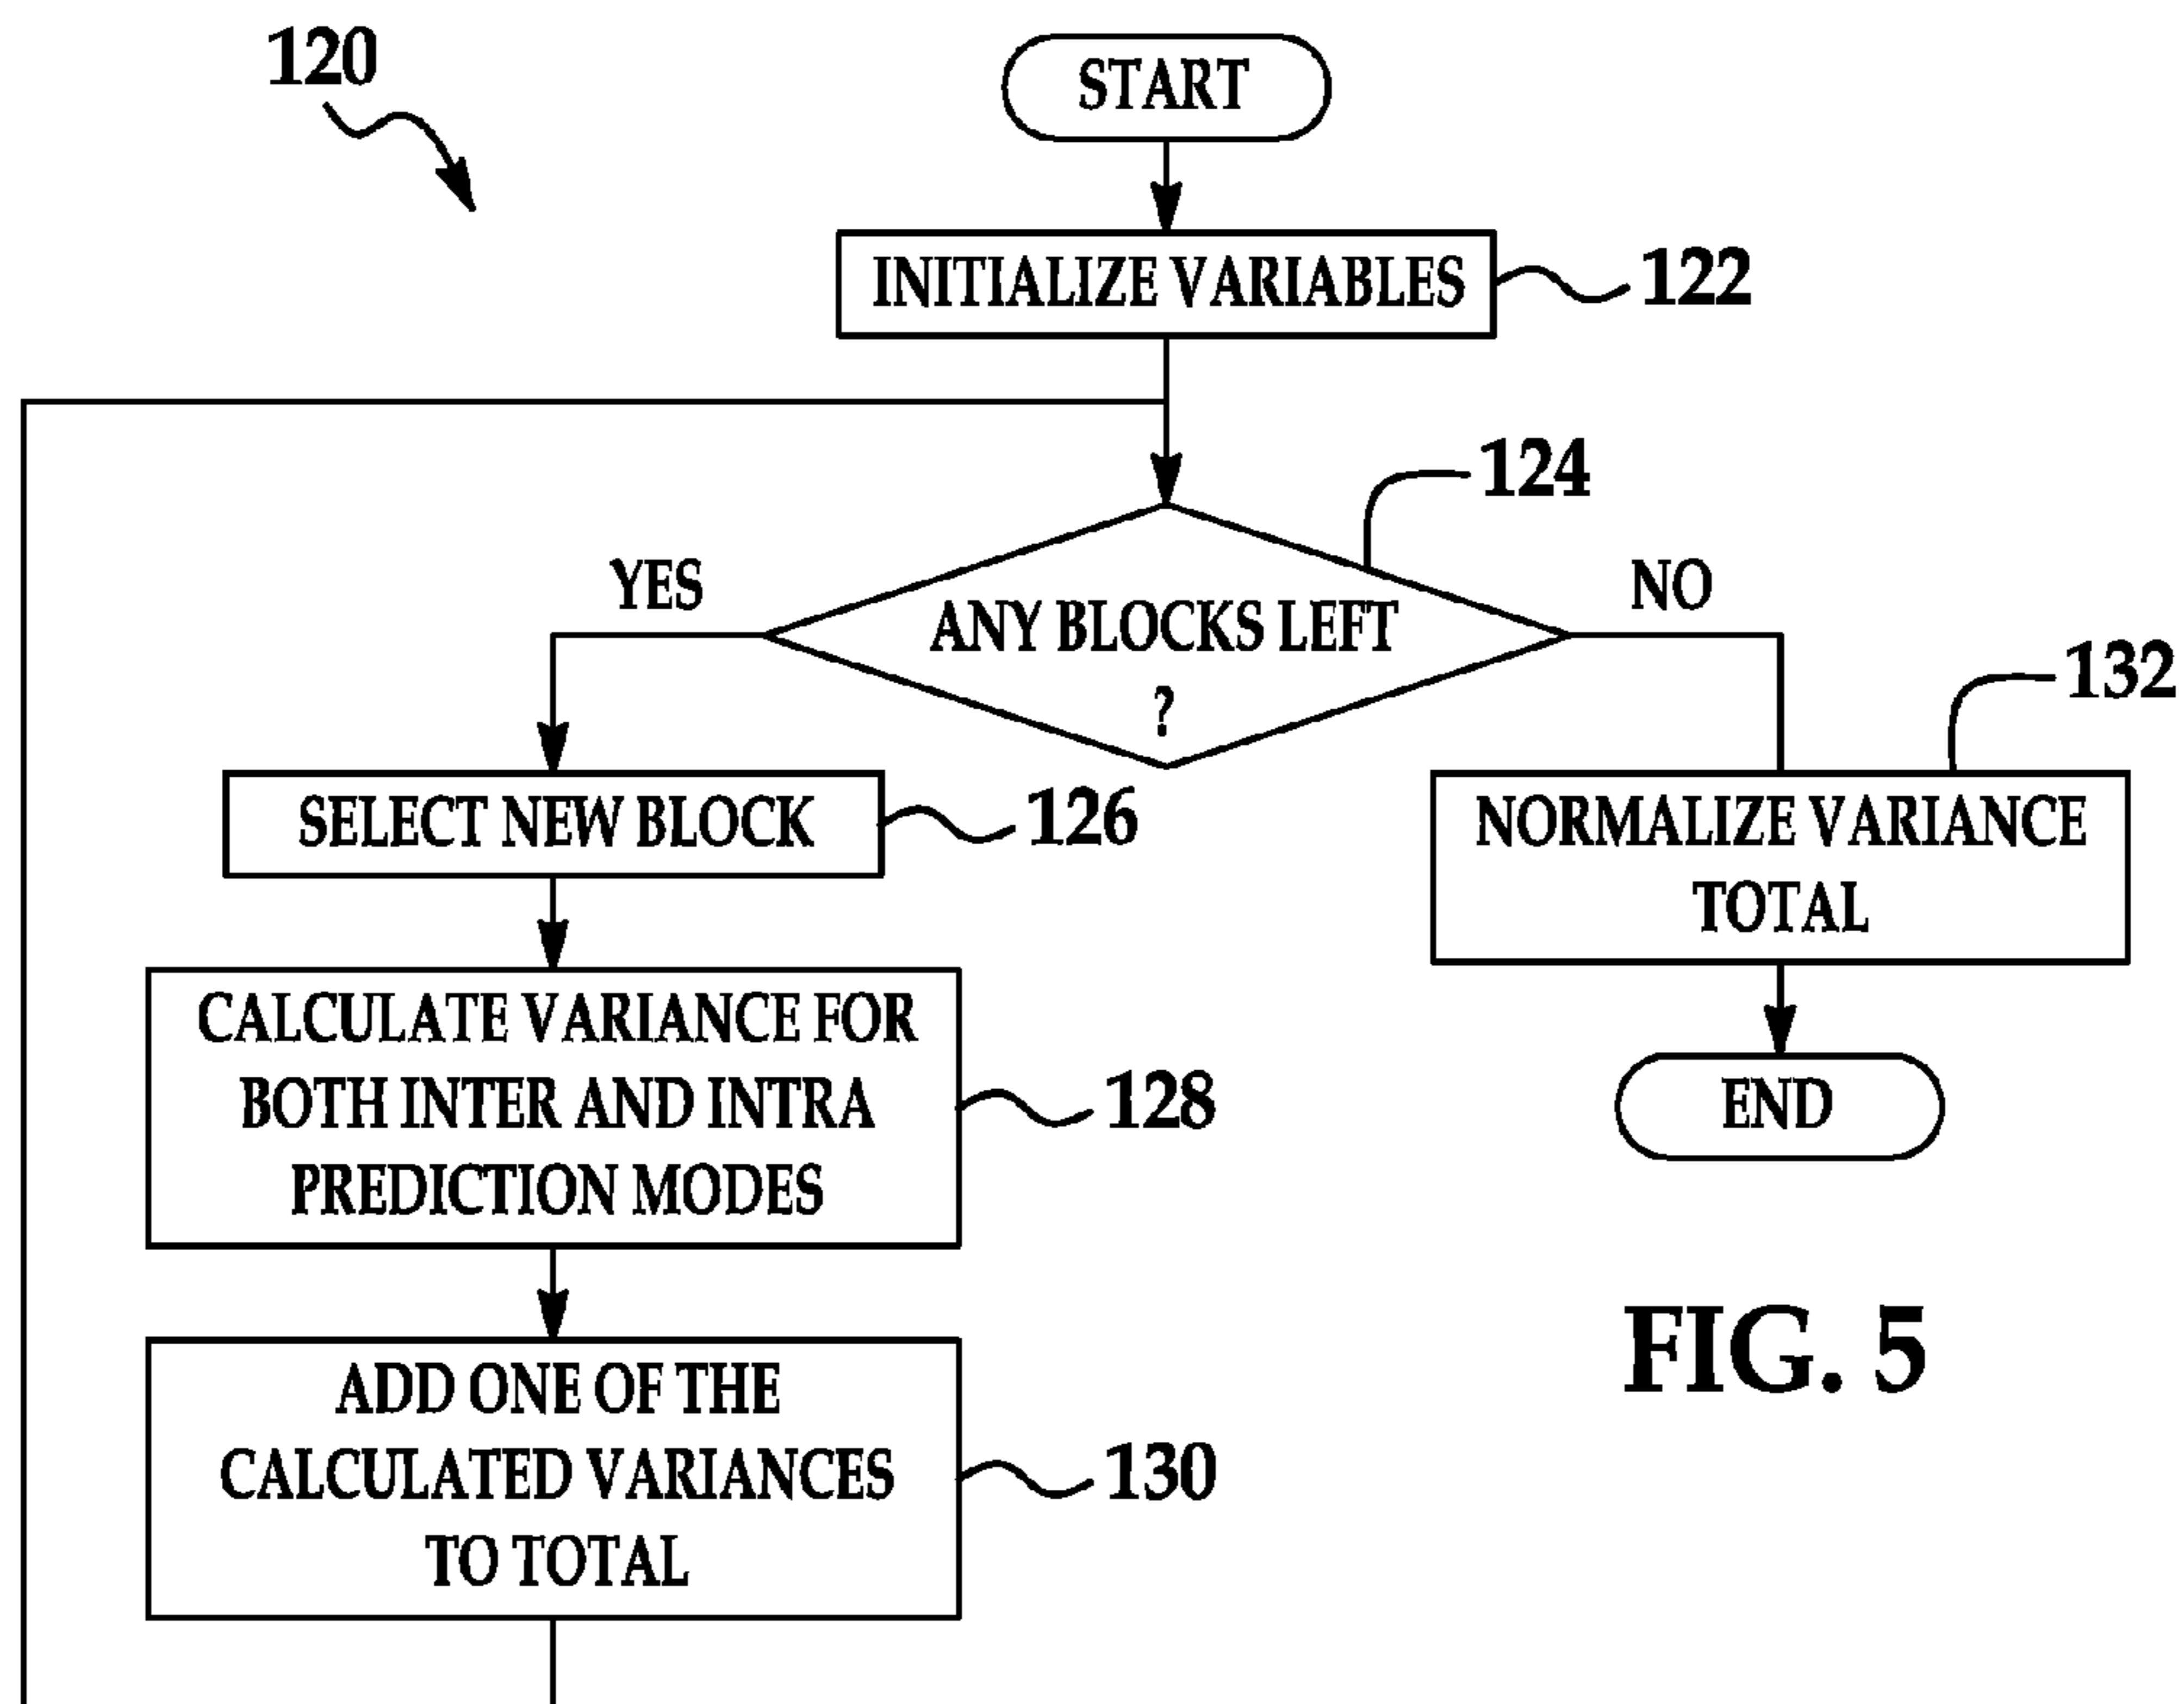 120
START
INITIALIZE VARIABLES
122
124
YES
ANY BLOCKS LEFT
?
NO
132
SELECT NEW BLOCK
126
NORMALIZE VARIANCE
TOTAL
CALCULATE VARIANCE FOR
BOTH INTER AND INTRA
PREDICTION MODES
128
END
ADD ONE OF THE
CALCULATED VARIANCES
TO TOTAL
130
FIG. 5